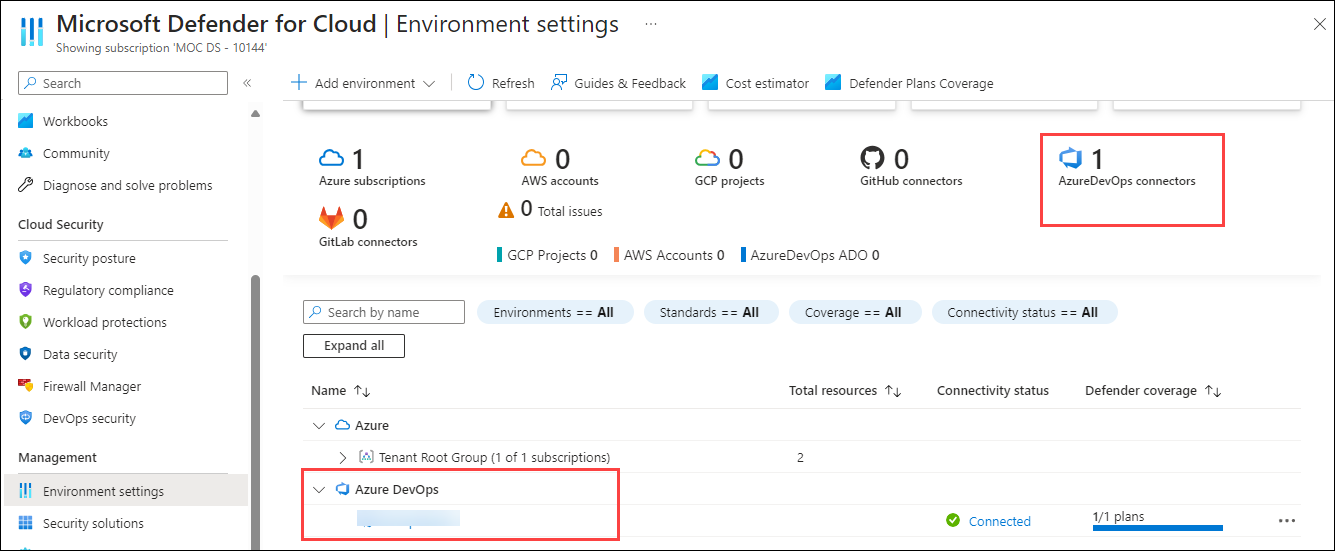 Microsoft Defender for Cloud | Environment settings ...
Showing subscription 'MOC DS - 10144'
Search
Add environment Refresh Guides & Feedback Cost estimator Defender Plans Coverage
Workbooks
Community
Diagnose and solve problems
Cloud Security
Security posture
Regulatory compliance
Workload protections
Data security
Firewall Manager
DevOps security
Management
Environment settings
Security solutions
1
Azure subscriptions
0
AWS accounts
0
GCP projects
0
GitHub connectors
1
AzureDevOps connectors
0
GitLab connectors
0 Total issues
GCP Projects 0 AWS Accounts 0 AzureDevOps ADO 0
Search by name Environments == All Standards == All Coverage == All Connectivity status == All
Expand all
Name Total resources Connectivity status Defender coverage
Azure
Tenant Root Group (1 of 1 subscriptions) 2
Azure DevOps
Connected 1/1 plans